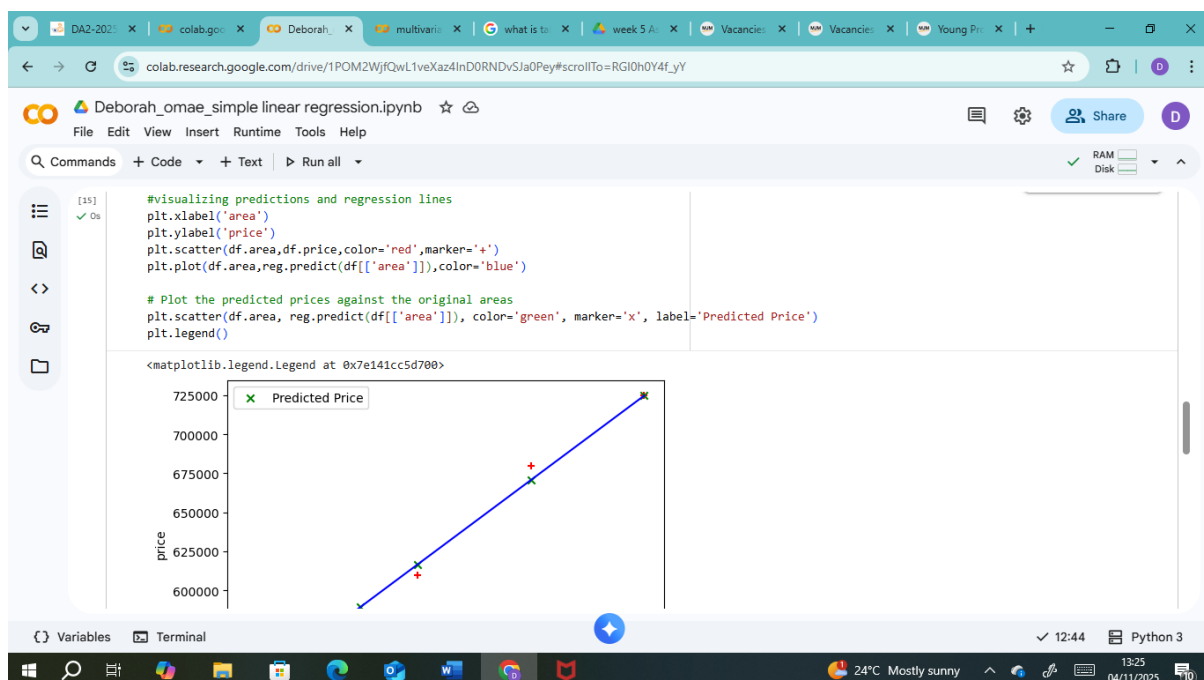 DA2-2025
colab.goo
Deborah_
multivaria
what is ta
week 5 As
Vacancies
Vacancies
Young Pro
colab.research.google.com/drive/1POM2WjfQwL1veXaz4InD0RNDvSJa0Pey#scrollTo=RGI0h0Y4f_yY
D
CO
Deborah_omae_simple linear regression.ipynb
Share
D
File Edit View Insert Runtime Tools Help
Commands + Code + Text Run all
RAM
Disk
[15]
0s
#visualizing predictions and regression lines
plt.xlabel('area')
plt.ylabel('price')
plt.scatter(df.area,df.price,color='red',marker='+')
plt.plot(df.area,reg.predict(df[['area']]),color='blue')
# Plot the predicted prices against the original areas
plt.scatter(df.area, reg.predict(df[['area']]), color='green', marker='x', label='Predicted Price')
plt.legend()
<matplotlib.legend.Legend at 0x7e141cc5d700>
Predicted Price
725000
700000
675000
650000
625000
600000
price
{} Variables Terminal
12:44 Python 3
24°C Mostly sunny
13:25
04/11/2025